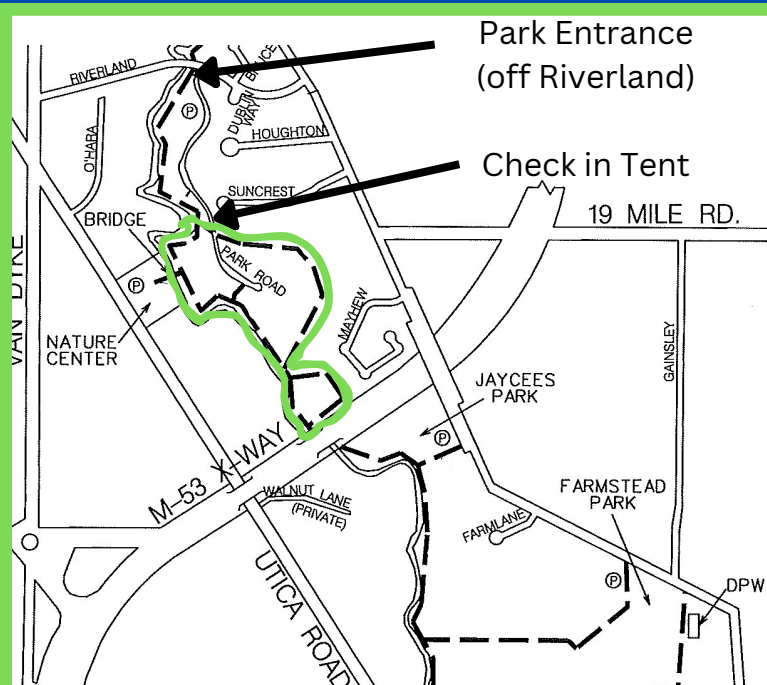 Park Entrance
(off Riverland)
RIVERLAND
DUBLIN
WAY
P
HOUGHTON
O'HARA
Check in Tent
SUNCREST
19 MILE RD.
BRIDGE
PARK ROAD
P
VAN DYKE
NATURE
CENTER
MAYHEW
GAINSLEY
JAYCEES
PARK
P
M-53 X-WAY
WALNUT LANE
(PRIVATE)
FARMSTEAD
PARK
FARMLANE
P
DPW
UTICA ROAD